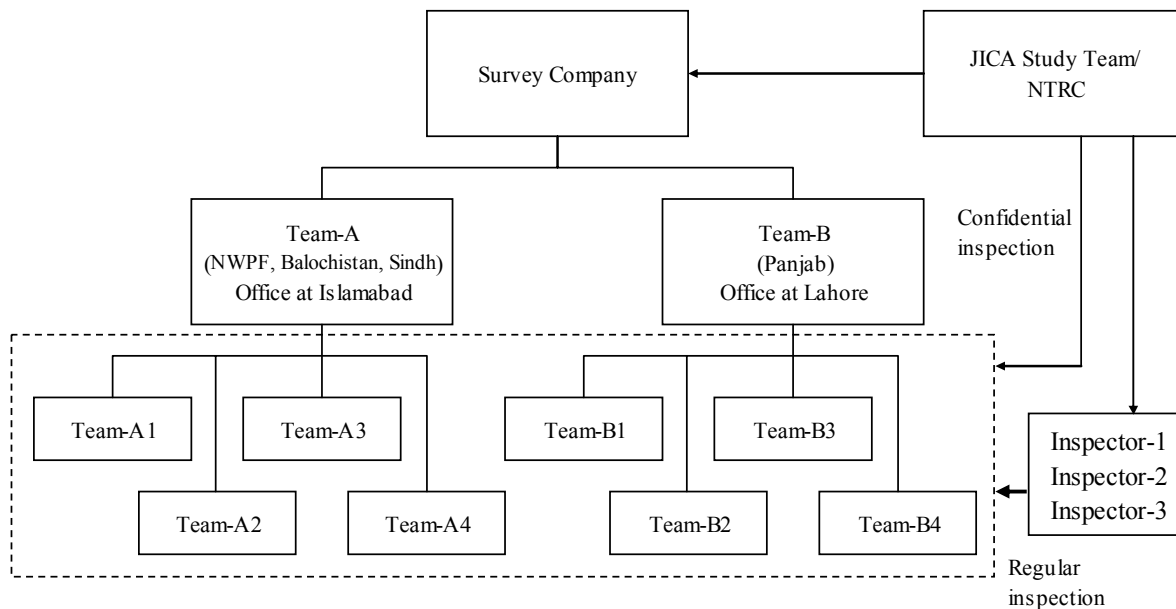 Survey Company
JICA Study Team/
NTRC
Team-A
(NWPF, Balochistan, Sindh)
Office at Islamabad
Team-B
(Panjab)
Office at Lahore
Confidential
inspection
Team-A1
Team-A3
Team-B1
Team-B3
Team-A2
Team-A4
Team-B2
Team-B4
Inspector-1
Inspector-2
Inspector-3
Regular
inspection